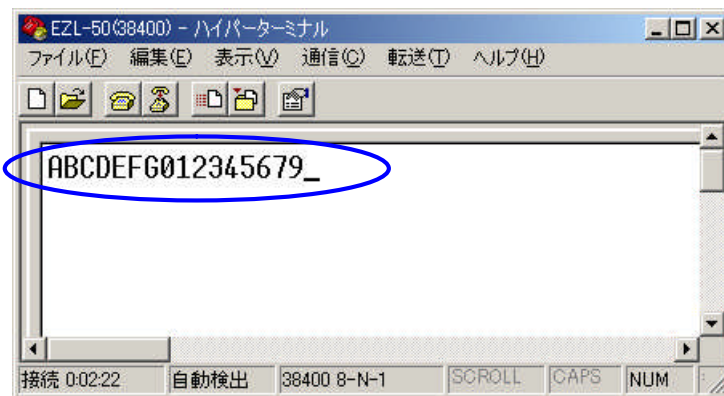 EZL-50(38400) - ハイパーターミナル
ファイル(F) 編集(E) 表示(V) 通信(C) 転送(T) ヘルプ(H)
ABCDEFG012345679_
接続 0:02:22 自動検出 38400 8-N-1 SCROLL CAPS NUM